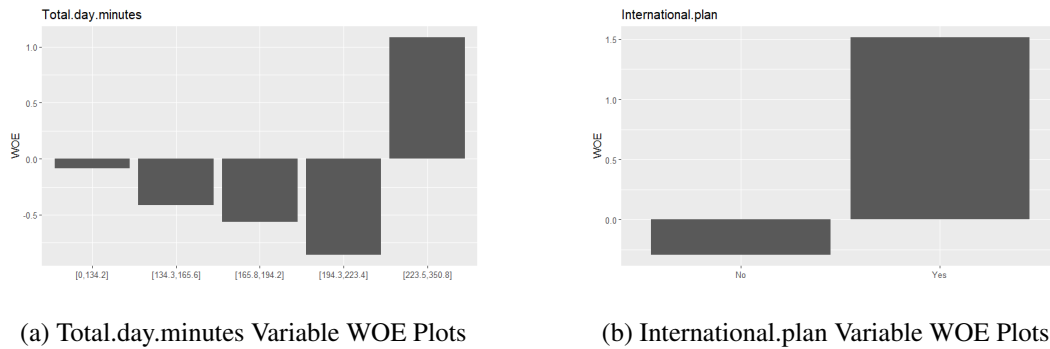 Total.day.minutes
WOE
1.0
0.5
0.0
-0.5
[0,134.2] [134.3,165.6] [165.8,194.2] [194.3,223.4] [223.5,350.8]
(a) Total.day.minutes Variable WOE Plots
International.plan
WOE
1.5
1.0
0.5
0.0
No Yes
(b) International.plan Variable WOE Plots